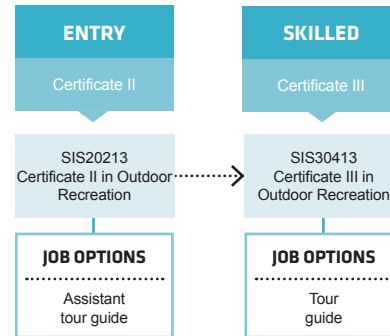 ENTRY
Certificate II
SIS20213
Certificate II in Outdoor
Recreation
JOB OPTIONS
Assistant
tour guide
SKILLED
Certificate III
SIS30413
Certificate III in
Outdoor Recreation
JOB OPTIONS
Tour
guide